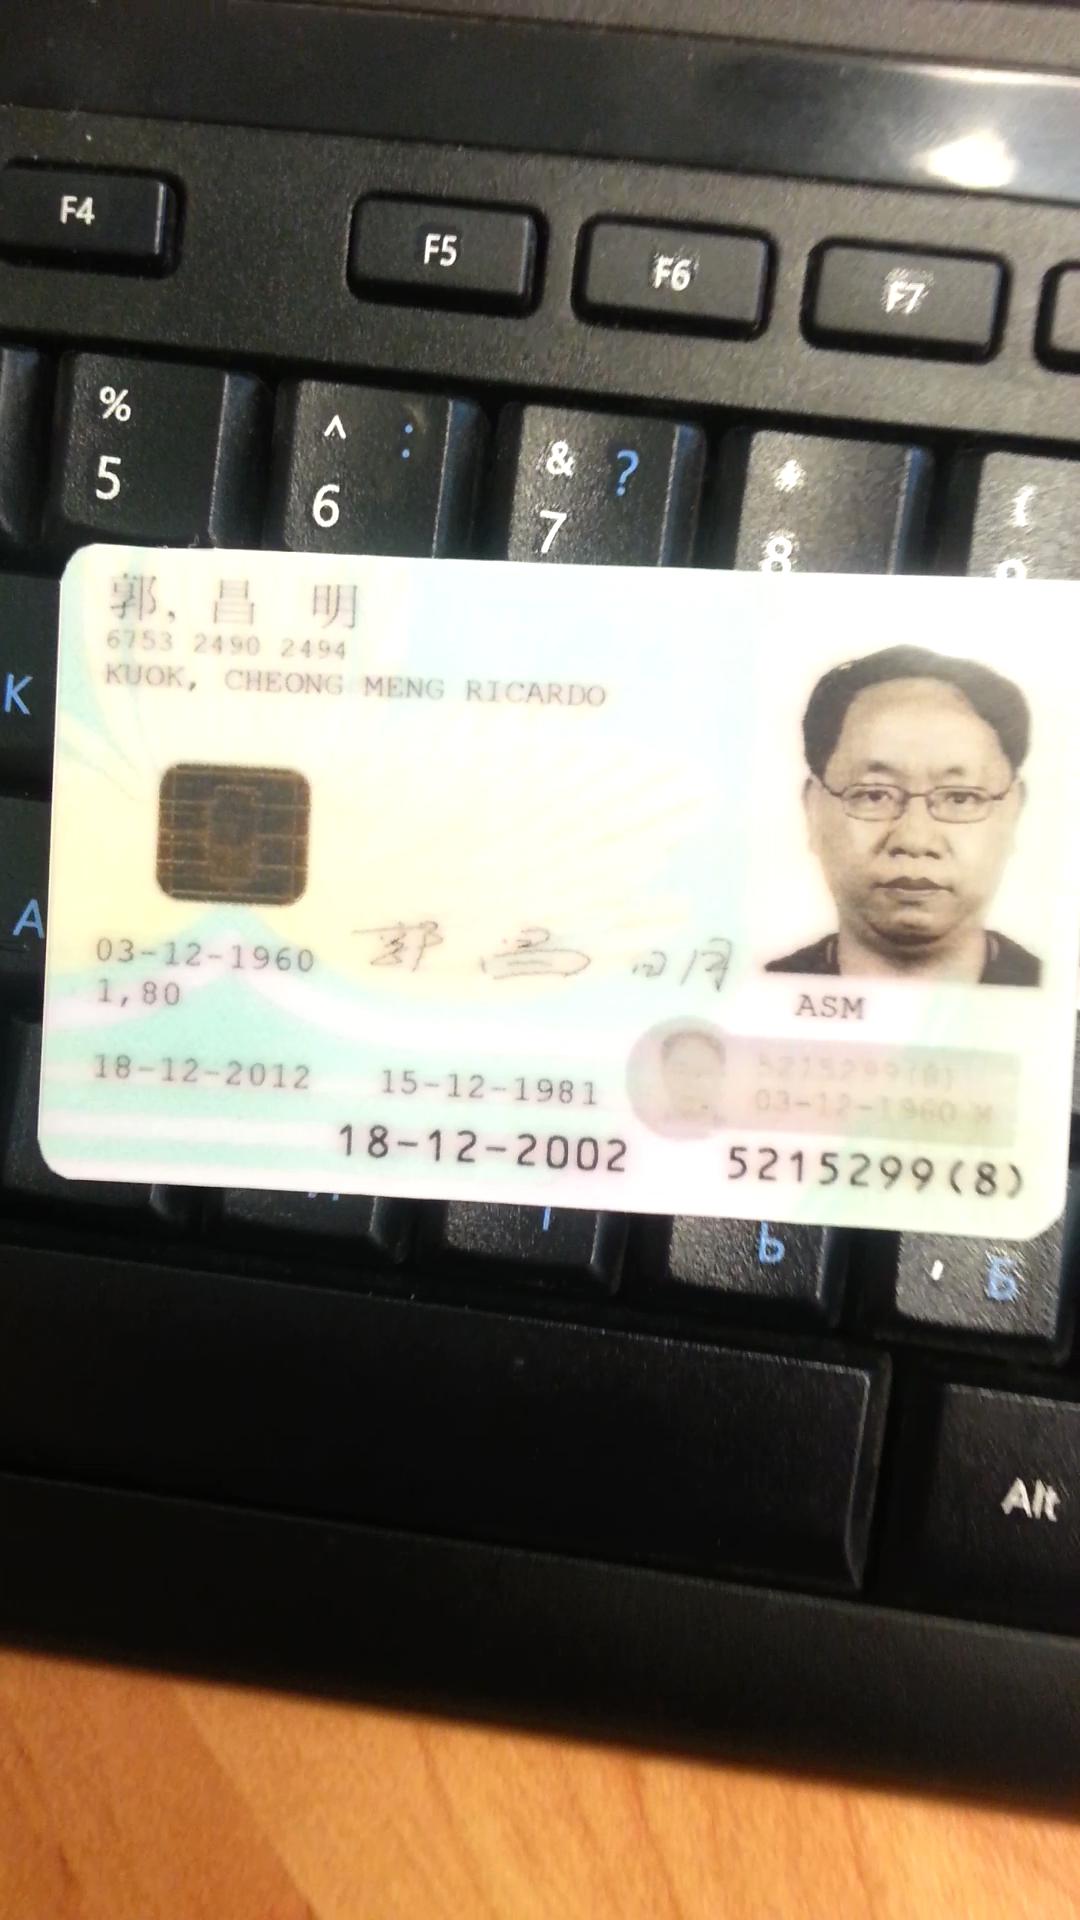 F4 F5 F6 F7
% ^ : & ? * (
5 6 7 8 9
郭, 昌 明
6753 2490 2494
KUOK, CHEONG MENG RICARDO
K
A
03-12-1960 郭 昌 明
1,80
ASM
18-12-2012 15-12-1981
5215299(8)
03-12-1960 M
18-12-2002 5215299(8)
Ь
Б
Alt